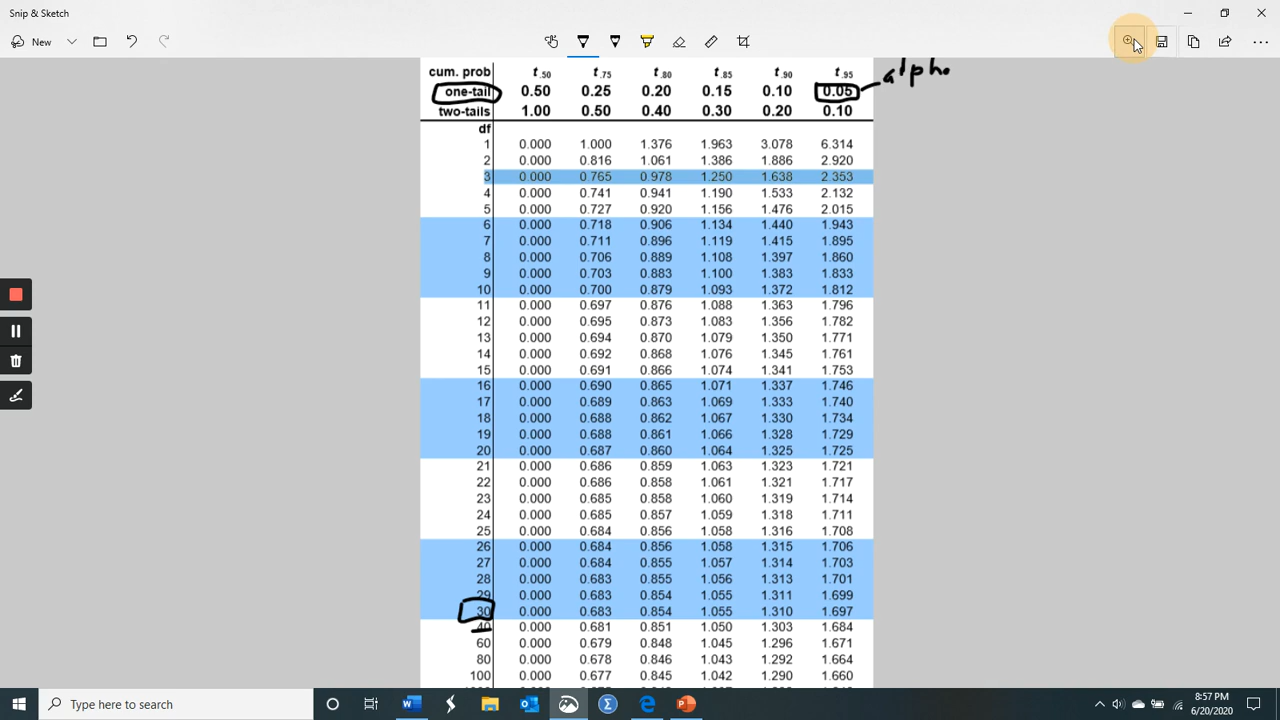 Snip & Sketch
New
cum. prob t.50 t.75 t.80 t.85 t.90 t.95 alpha
one-tail 0.50 0.25 0.20 0.15 0.10 0.05
two-tails 1.00 0.50 0.40 0.30 0.20 0.10
df
1 0.000 1.000 1.376 1.963 3.078 6.314
2 0.000 0.816 1.061 1.386 1.886 2.920
3 0.000 0.765 0.978 1.250 1.638 2.353
4 0.000 0.741 0.941 1.190 1.533 2.132
5 0.000 0.727 0.920 1.156 1.476 2.015
6 0.000 0.718 0.906 1.134 1.440 1.943
7 0.000 0.711 0.896 1.119 1.415 1.895
8 0.000 0.706 0.889 1.108 1.397 1.860
9 0.000 0.703 0.883 1.100 1.383 1.833
10 0.000 0.700 0.879 1.093 1.372 1.812
11 0.000 0.697 0.876 1.088 1.363 1.796
12 0.000 0.695 0.873 1.083 1.356 1.782
13 0.000 0.694 0.870 1.079 1.350 1.771
14 0.000 0.692 0.868 1.076 1.345 1.761
15 0.000 0.691 0.866 1.074 1.341 1.753
16 0.000 0.690 0.865 1.071 1.337 1.746
17 0.000 0.689 0.863 1.069 1.333 1.740
18 0.000 0.688 0.862 1.067 1.330 1.734
19 0.000 0.688 0.861 1.066 1.328 1.729
20 0.000 0.687 0.860 1.064 1.325 1.725
21 0.000 0.686 0.859 1.063 1.323 1.721
22 0.000 0.686 0.858 1.061 1.321 1.717
23 0.000 0.685 0.858 1.060 1.319 1.714
24 0.000 0.685 0.857 1.059 1.318 1.711
25 0.000 0.684 0.856 1.058 1.316 1.708
26 0.000 0.684 0.856 1.058 1.315 1.706
27 0.000 0.684 0.855 1.057 1.314 1.703
28 0.000 0.683 0.855 1.056 1.313 1.701
29 0.000 0.683 0.854 1.055 1.311 1.699
30 0.000 0.683 0.854 1.055 1.310 1.697
40 0.000 0.681 0.851 1.050 1.303 1.684
60 0.000 0.679 0.848 1.045 1.296 1.671
80 0.000 0.678 0.846 1.043 1.292 1.664
100 0.000 0.677 0.845 1.042 1.290 1.660
Type here to search
8:57 PM
6/20/2020